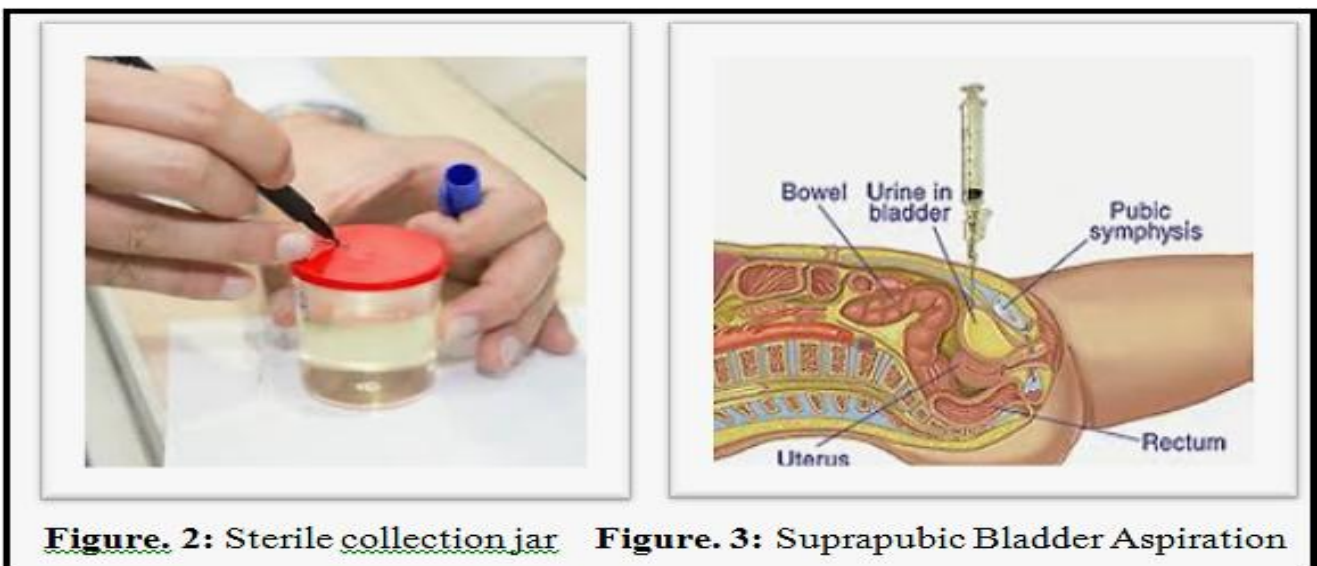 Bowel
Urine in
bladder
Pubic
symphysis
Uterus
Rectum
Figure. 2: Sterile collection jar
Figure. 3: Suprapubic Bladder Aspiration